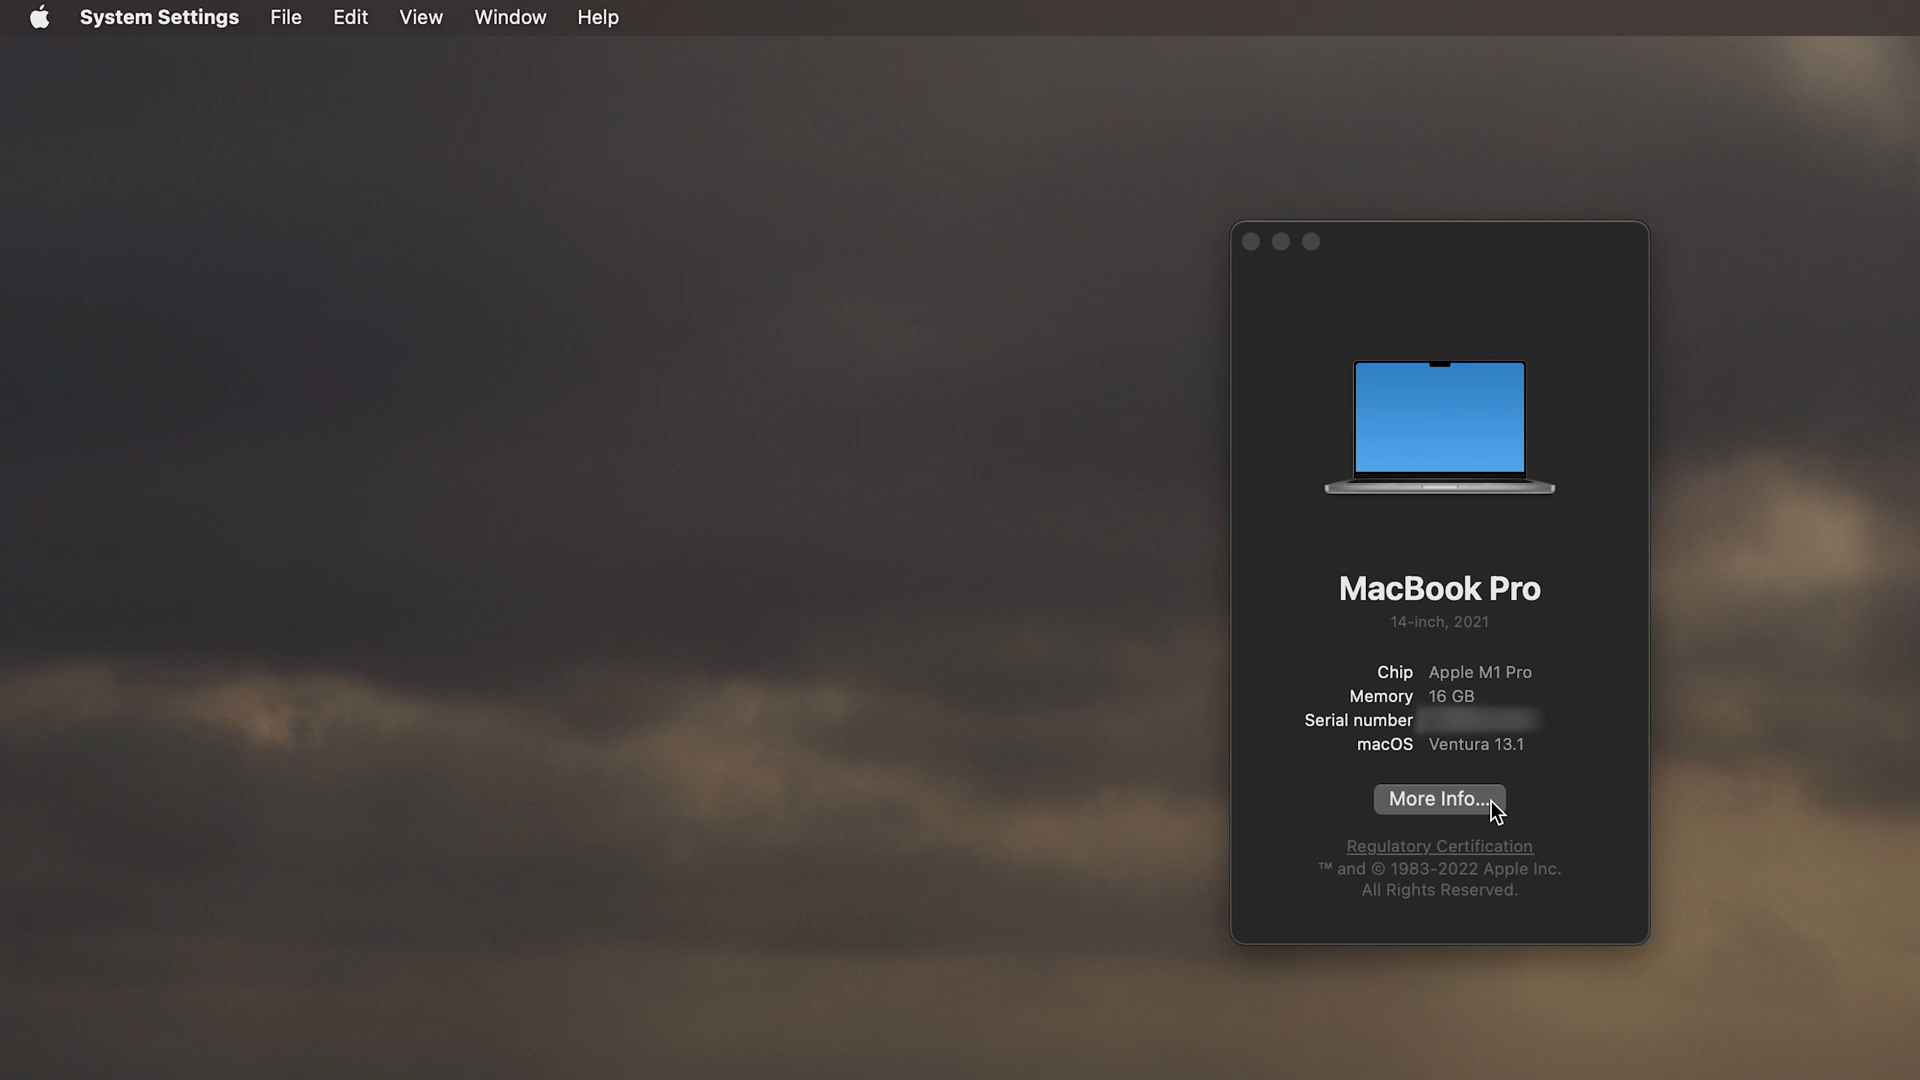 System Settings File Edit View Window Help
MacBook Pro
14-inch, 2021
Chip Apple M1 Pro
Memory 16 GB
Serial number
macOS Ventura 13.1
More Info...
Regulatory Certification
™ and © 1983-2022 Apple Inc.
All Rights Reserved.